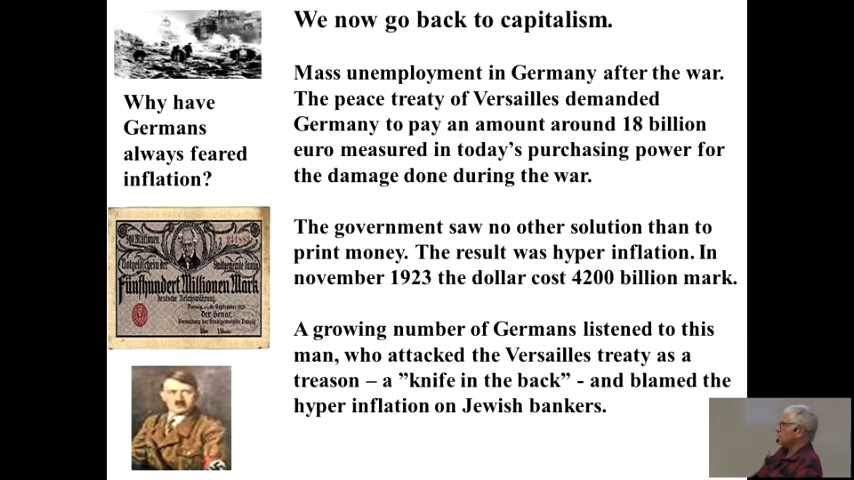 We now go back to capitalism.
Why have
Germans
always feared
inflation?
Mass unemployment in Germany after the war.
The peace treaty of Versailles demanded
Germany to pay an amount around 18 billion
euro measured in today's purchasing power for
the damage done during the war.
The government saw no other solution than to
print money. The result was hyper inflation. In
november 1923 the dollar cost 4200 billion mark.
A growing number of Germans listened to this
man, who attacked the Versailles treaty as a
treason – a ”knife in the back” - and blamed the
hyper inflation on Jewish bankers.
Fünfhundert Millionen Mark
Der Senat